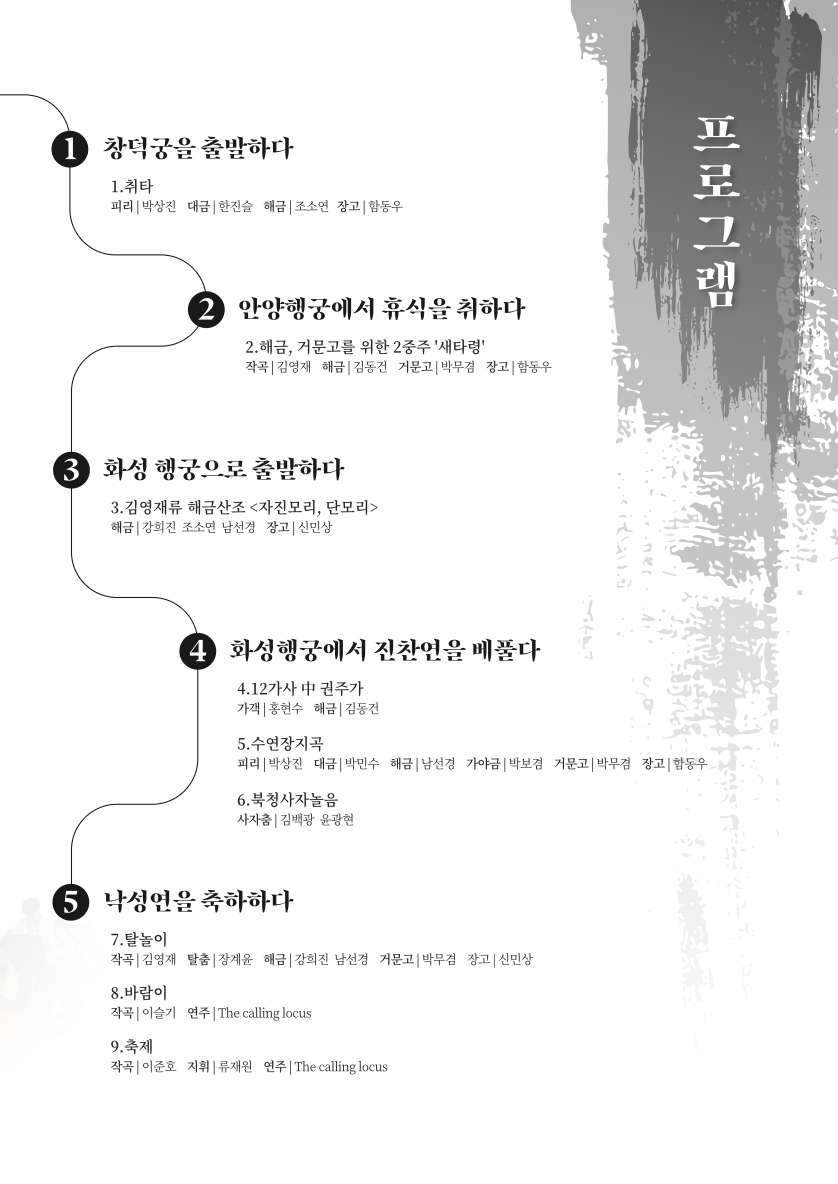 프로그램
1 창덕궁을 출발하다
1.취타
피리 | 박상진 대금 | 한진슬 해금 | 조소연 장고 | 함동우
2 안양행궁에서 휴식을 취하다
2.해금, 거문고를 위한 2중주 '새타령'
작곡 | 김영재 해금 | 김동건 거문고 | 박무겸 장고 | 함동우
3 화성 행궁으로 출발하다
3.김영재류 해금산조 <자진모리, 단모리>
해금 | 강희진 조소연 남선경 장고 | 신민상
4 화성행궁에서 진찬연을 베풀다
4.12가사 中 권주가
가객 | 홍현수 해금 | 김동건
5.수연장지곡
피리 | 박상진 대금 | 박민수 해금 | 남선경 가야금 | 박보겸 거문고 | 박무겸 장고 | 함동우
6.북청사자놀음
사자춤 | 김백광 윤광현
5 낙성연을 축하하다
7.탈놀이
작곡 | 김영재 탈춤 | 장계윤 해금 | 강희진 남선경 거문고 | 박무겸 장고 | 신민상
8.바람이
작곡 | 이슬기 연주 | The calling locus
9.축제
작곡 | 이준호 지휘 | 류재원 연주 | The calling locus